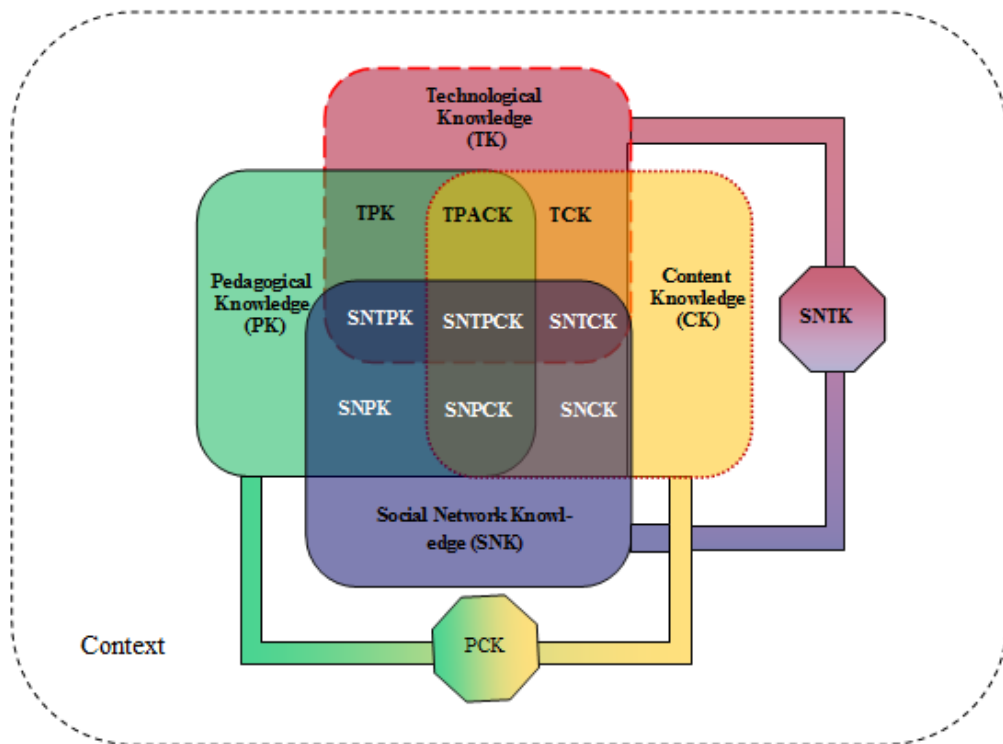 Technological
Knowledge
(TK)
TPK
TPACK
TCK
Pedagogical
Knowledge
(PK)
Content
Knowledge
(CK)
SNTK
SNTPK
SNTPCK
SNTCK
SNPK
SNPCK
SNCK
Social Network Knowl-
edge (SNK)
Context
PCK